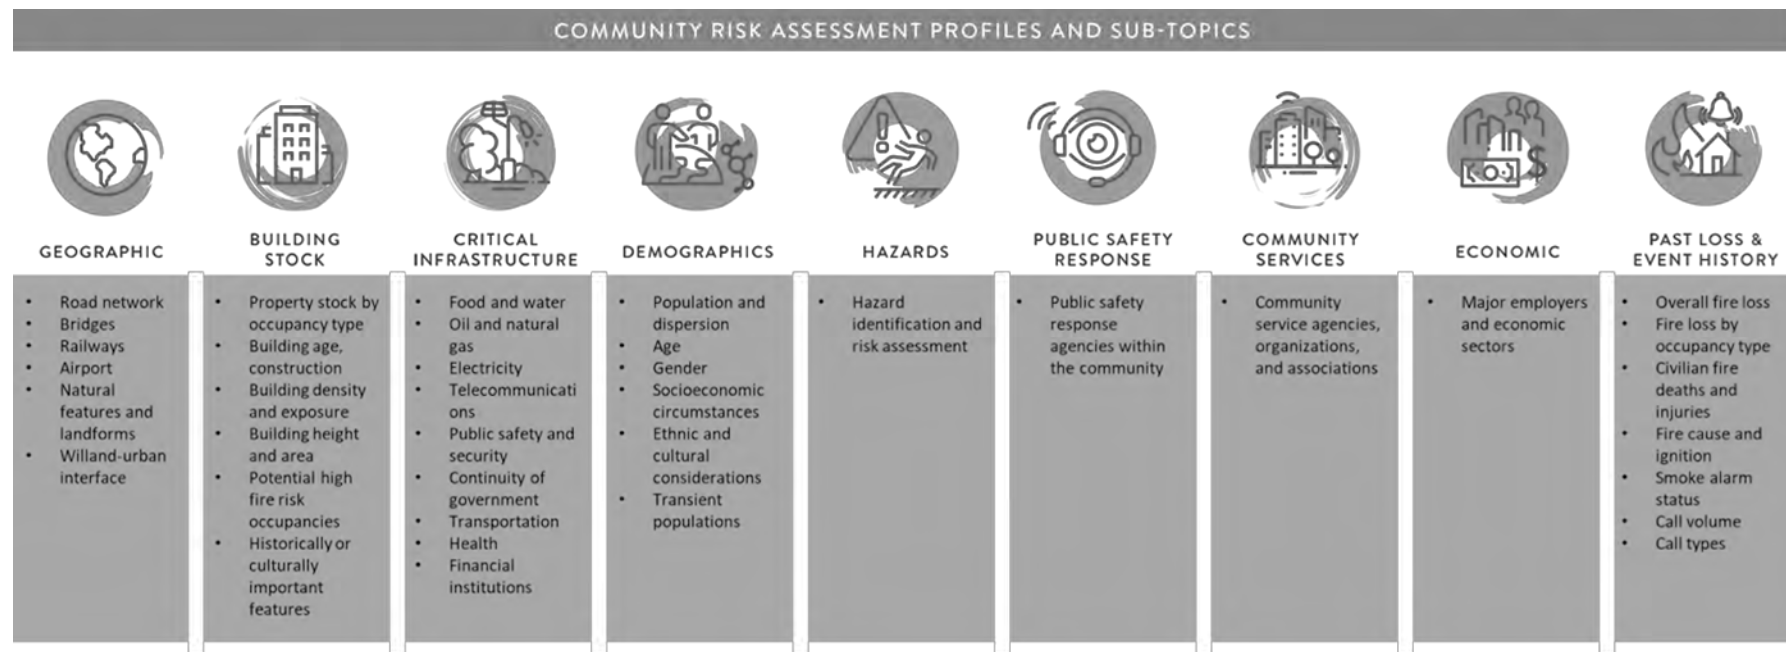 COMMUNITY RISK ASSESSMENT PROFILES AND SUB-TOPICS
GEOGRAPHIC
• Road network
• Bridges
• Railways
• Airport
• Natural
features and
landforms
• Willand-urban
interface
BUILDING
STOCK
• Property stock by
occupancy type
• Building age,
construction
• Building density
and exposure
• Building height
and area
• Potential high
fire risk
occupancies
• Historically or
culturally
important
features
CRITICAL
INFRASTRUCTURE
• Food and water
• Oil and natural
gas
• Electricity
• Telecommunicati
ons
• Public safety and
security
• Continuity of
government
• Transportation
• Health
• Financial
institutions
DEMOGRAPHICS
• Population and
dispersion
• Age
• Gender
• Socioeconomic
circumstances
• Ethnic and
cultural
considerations
• Transient
populations
HAZARDS
• Hazard
identification and
risk assessment
PUBLIC SAFETY
RESPONSE
• Public safety
response
agencies within
the community
COMMUNITY
SERVICES
• Community
service agencies,
organizations,
and associations
ECONOMIC
• Major employers
and economic
sectors
PAST LOSS &
EVENT HISTORY
• Overall fire loss
• Fire loss by
occupancy type
• Civilian fire
deaths and
injuries
• Fire cause and
ignition
• Smoke alarm
status
• Call volume
• Call types